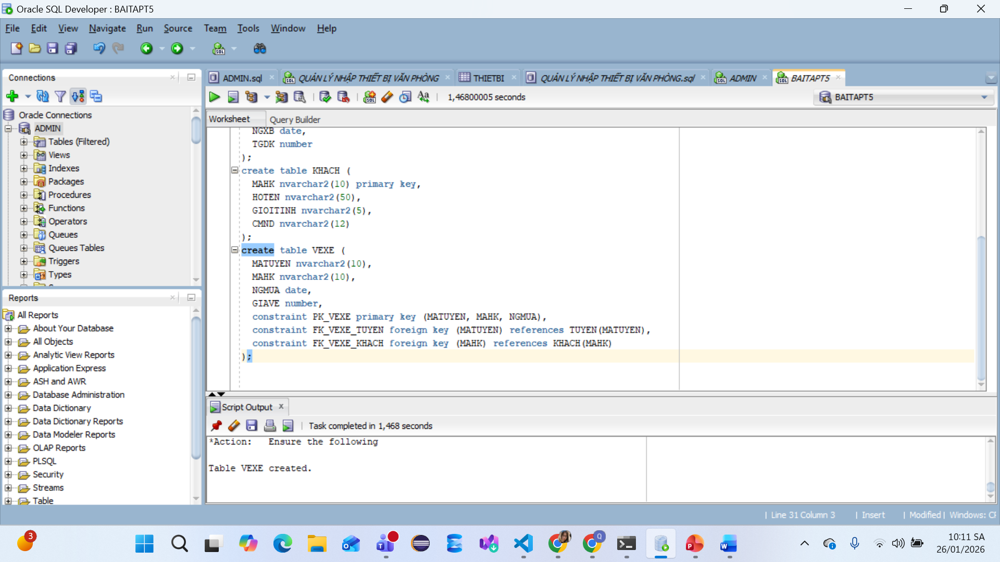 Oracle SQL Developer : BAITAPT5
File Edit View Navigate Run Source Team Tools Window Help
Connections
Oracle Connections
ADMIN
Tables (Filtered)
Views
Indexes
Packages
Procedures
Functions
Operators
Queues
Queues Tables
Triggers
Types
Reports
All Reports
About Your Database
All Objects
Analytic View Reports
Application Express
ASH and AWR
Database Administration
Data Dictionary
Data Dictionary Reports
Data Modeler Reports
OLAP Reports
PLSQL
Security
Streams
Table
ADMIN.sql QUẢN LÝ NHẬP THIẾT BỊ VĂN PHÒNG THIETBI QUẢN LÝ NHẬP THIẾT BỊ VĂN PHÒNG.sql ADMIN BAITAPT5
1,46800005 seconds BAITAPT5
Worksheet Query Builder
NGXB date,
TGDK number
);
create table KHACH (
MAHK nvarchar2(10) primary key,
HOTEN nvarchar2(50),
GIOITINH nvarchar2(5),
CMND nvarchar2(12)
);
create table VEXE (
MATUYEN nvarchar2(10),
MAHK nvarchar2(10),
NGMUA date,
GIAVE number,
constraint PK_VEXE primary key (MATUYEN, MAHK, NGMUA),
constraint FK_VEXE_TUYEN foreign key (MATUYEN) references TUYEN(MATUYEN),
constraint FK_VEXE_KHACH foreign key (MAHK) references KHACH(MAHK)
);
Script Output
Task completed in 1,468 seconds
*Action: Ensure the following
Table VEXE created.
Line 31 Column 3 | Insert | Modified | Windows: CF
3
10:11 SA
26/01/2026